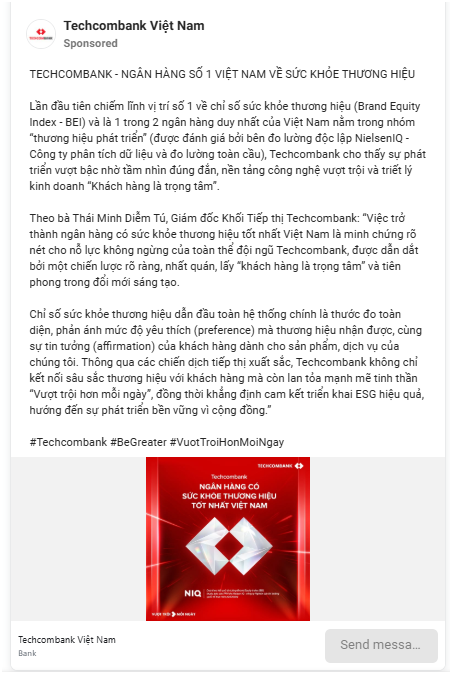 Techcombank Việt Nam
Sponsored
TECHCOMBANK - NGÂN HÀNG SỐ 1 VIỆT NAM VỀ SỨC KHỎE THƯƠNG HIỆU
Lần đầu tiên chiếm lĩnh vị trí số 1 về chỉ số sức khỏe thương hiệu (Brand Equity
Index - BEI) và là 1 trong 2 ngân hàng duy nhất của Việt Nam nằm trong nhóm
“thương hiệu phát triển” (được đánh giá bởi bên đo lường độc lập NielsenIQ -
Công ty phân tích dữ liệu và đo lường toàn cầu), Techcombank cho thấy sự phát
triển vượt bậc nhờ tầm nhìn đúng đắn, nền tảng công nghệ vượt trội và triết lý
kinh doanh “Khách hàng là trọng tâm”.
Theo bà Thái Minh Diễm Tú, Giám đốc Khối Tiếp thị Techcombank: “Việc trở
thành ngân hàng có sức khỏe thương hiệu tốt nhất Việt Nam là minh chứng rõ
nét cho nỗ lực không ngừng của toàn thể đội ngũ Techcombank, được dẫn dắt
bởi một chiến lược rõ ràng, nhất quán, lấy “khách hàng là trọng tâm” và tiên
phong trong đổi mới sáng tạo.
Chỉ số sức khỏe thương hiệu dẫn đầu toàn hệ thống chính là thước đo toàn
diện, phản ánh mức độ yêu thích (preference) mà thương hiệu nhận được, cùng
sự tin tưởng (affirmation) của khách hàng dành cho sản phẩm, dịch vụ của
chúng tôi. Thông qua các chiến dịch tiếp thị xuất sắc, Techcombank không chỉ
kết nối sâu sắc thương hiệu với khách hàng mà còn lan tỏa mạnh mẽ tinh thần
“Vượt trội hơn mỗi ngày”, đồng thời khẳng định cam kết triển khai ESG hiệu quả,
hướng đến sự phát triển bền vững vì cộng đồng.”
#Techcombank #BeGreater #VuotTroiHonMoiNgay
TECHCOMBANK
Techcombank
NGÂN HÀNG CÓ
SỨC KHỎE THƯƠNG HIỆU
TỐT NHẤT VIỆT NAM
NIQ
VƯỢT TRỘI HƠN MỖI NGÀY
Techcombank Việt Nam
Bank
Send messa...